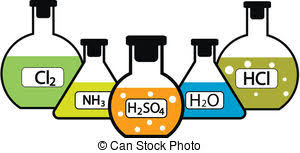 Cl₂
NH₃
H₂SO₄
H₂O
HCl
© Can Stock Photo